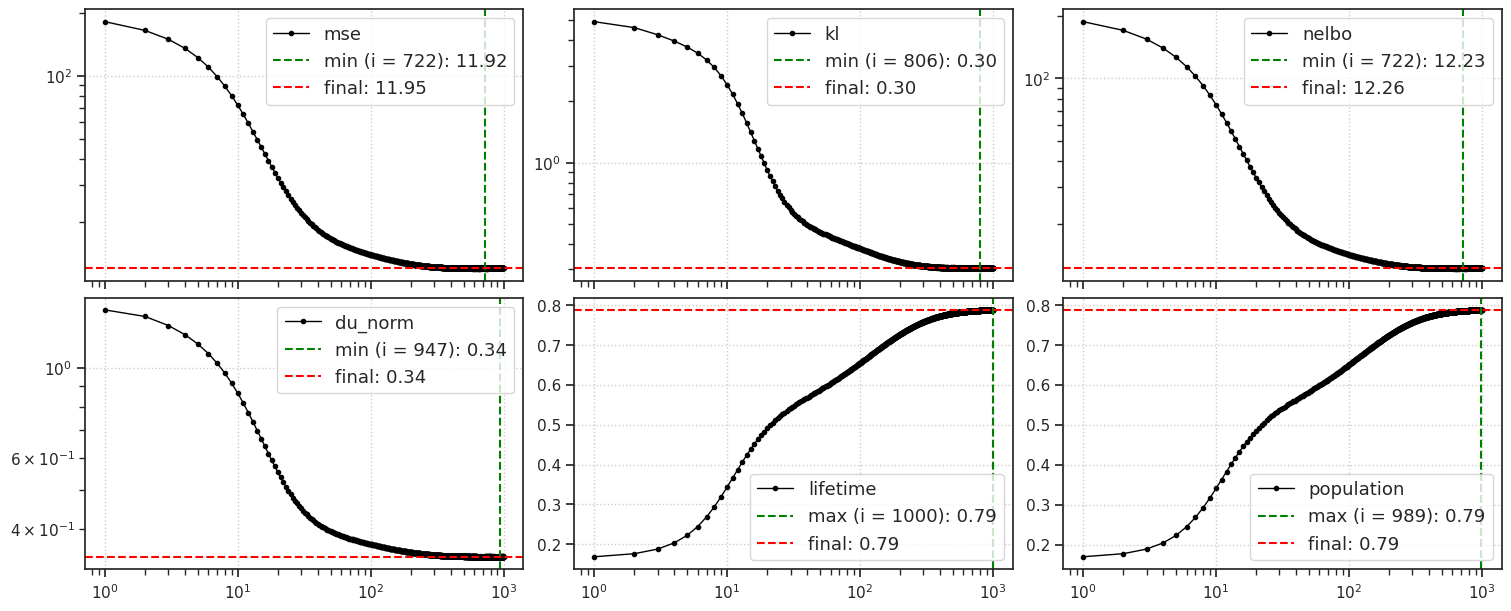 mse
min (i = 722): 11.92
final: 11.95
10²
kl
min (i = 806): 0.30
final: 0.30
10⁰
nelbo
min (i = 722): 12.23
final: 12.26
10²
du_norm
min (i = 947): 0.34
final: 0.34
10⁰
6 × 10⁻¹
4 × 10⁻¹
10⁰ 10¹ 10² 10³
0.8
0.7
0.6
0.5
0.4
0.3
0.2
lifetime
max (i = 1000): 0.79
final: 0.79
10⁰ 10¹ 10² 10³
0.8
0.7
0.6
0.5
0.4
0.3
0.2
population
max (i = 989): 0.79
final: 0.79
10⁰ 10¹ 10² 10³